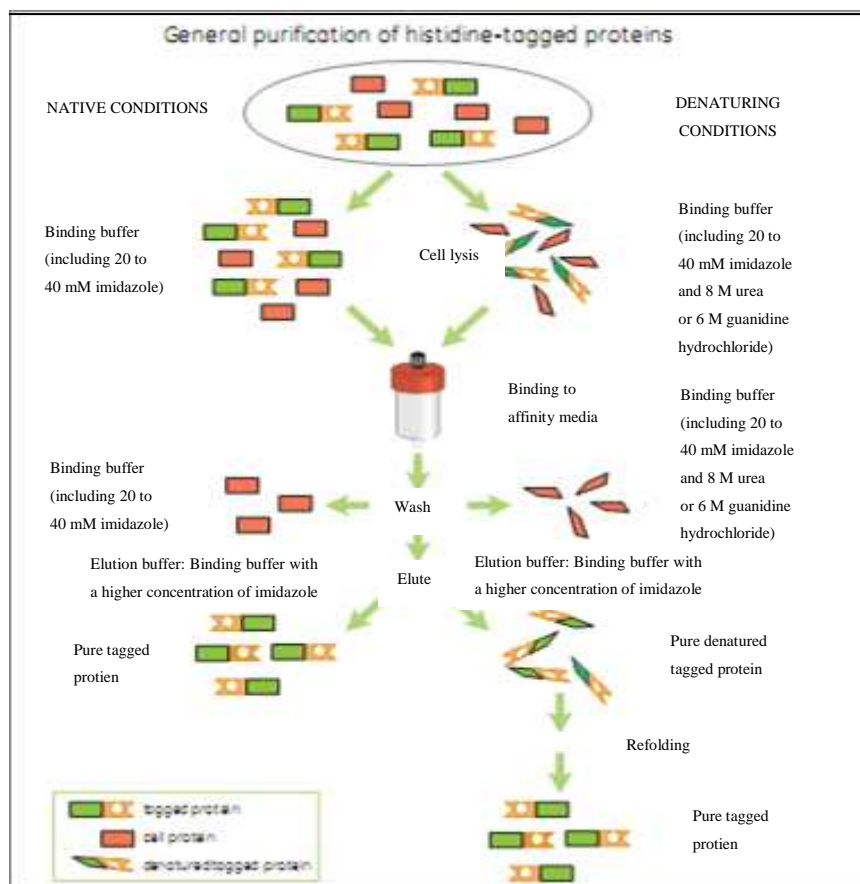 General purification of histidine-tagged proteins
NATIVE CONDITIONS
DENATURING
CONDITIONS
Binding buffer
(including 20 to
40 mM imidazole)
Cell lysis
Binding buffer
(including 20 to
40 mM imidazole
and 8 M urea
or 6 M guanidine
hydrochloride)
Binding to
affinity media
Binding buffer
(including 20 to
40 mM imidazole
and 8 M urea
or 6 M guanidine
hydrochloride)
Binding buffer
(including 20 to
40 mM imidazole)
Wash
Elution buffer: Binding buffer with
a higher concentration of imidazole
Elute
Elution buffer: Binding buffer with
a higher concentration of imidazole
Pure tagged
protien
Pure denatured
tagged protein
Refolding
Pure tagged
protien
tagged protein
cell protein
denatured tagged protein